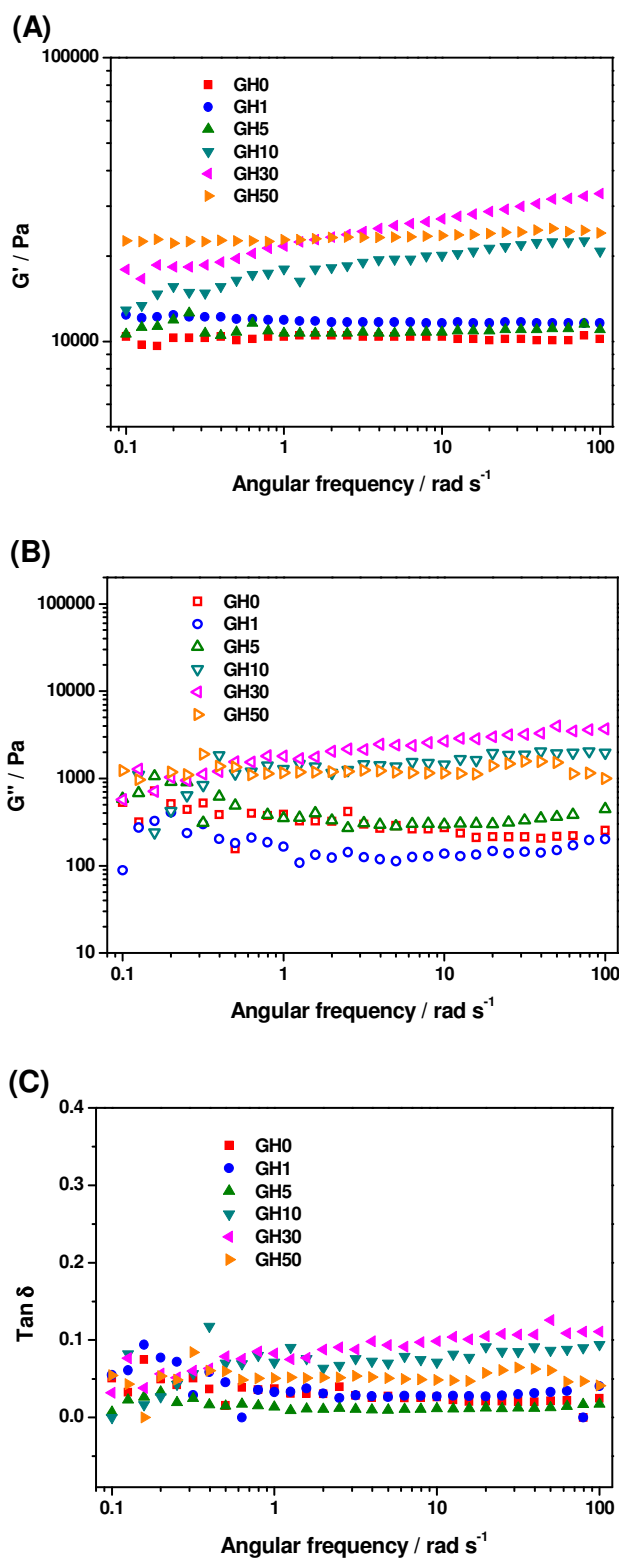 (A)
100000
10000
G' / Pa
GH0
GH1
GH5
GH10
GH30
GH50
0.1
1
10
100
Angular frequency / rad s⁻¹
(B)
100000
10000
1000
100
10
G" / Pa
GH0
GH1
GH5
GH10
GH30
GH50
0.1
1
10
100
Angular frequency / rad s⁻¹
(C)
0.4
0.3
0.2
0.1
0.0
Tan δ
GH0
GH1
GH5
GH10
GH30
GH50
0.1
1
10
100
Angular frequency / rad s⁻¹